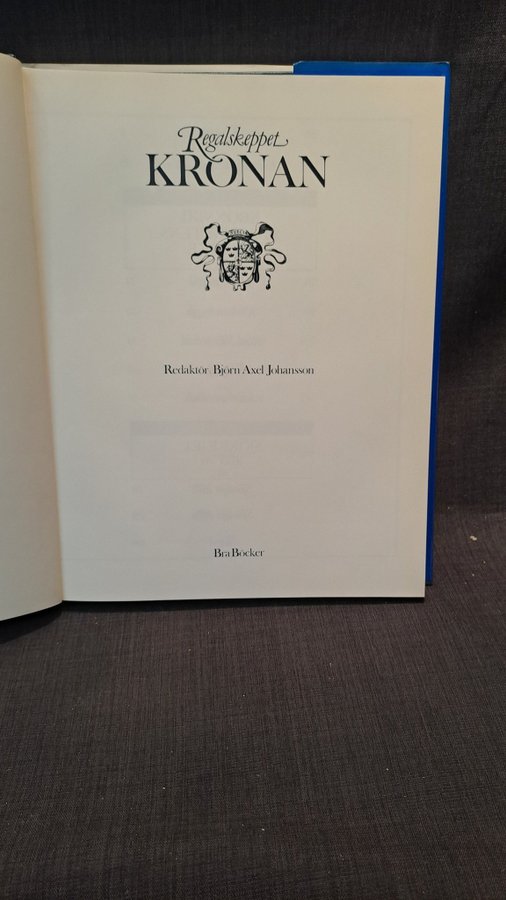 Regalskeppet
KRONAN
Redaktör: Björn Axel Johansson
Bra Böcker